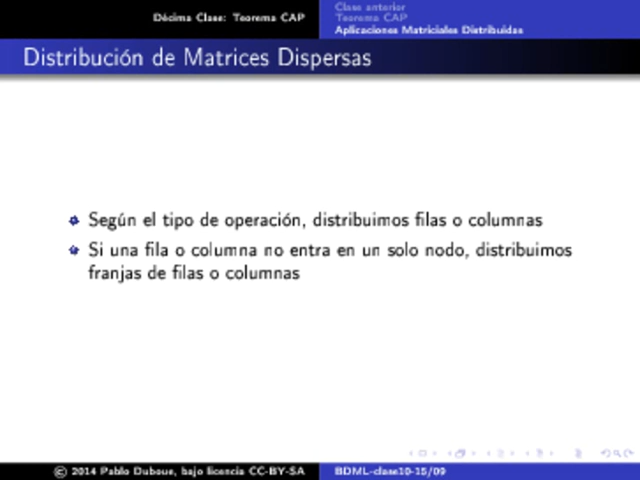 Décima Clase: Teorema CAP
Clase anterior
Teorema CAP
Aplicaciones Matriciales Distribuidas
Distribución de Matrices Dispersas
Según el tipo de operación, distribuimos filas o columnas
Si una fila o columna no entra en un solo nodo, distribuimos
franjas de filas o columnas
© 2014 Pablo Duboue, bajo licencia CC-BY-SA
BDML-clase10-15/09